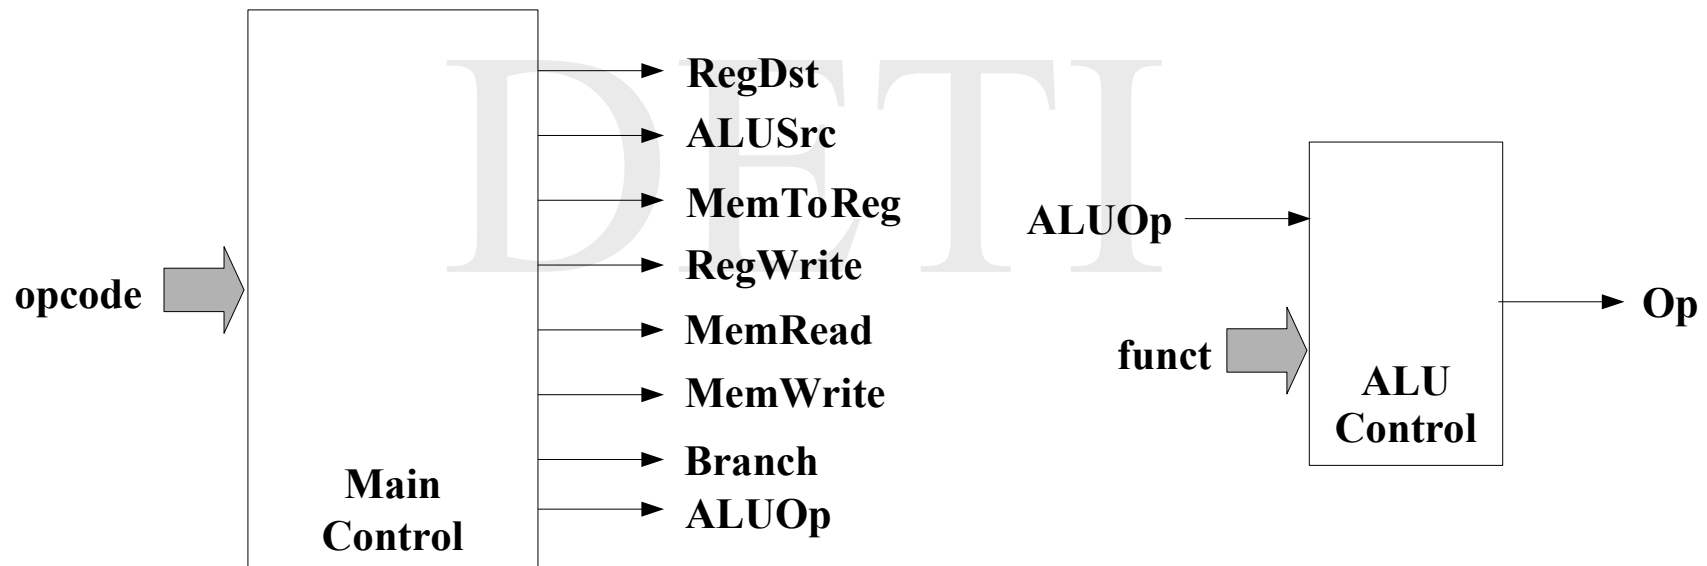 DETI
opcode
Main
Control
RegDst
ALUSrc
MemToReg
RegWrite
MemRead
MemWrite
Branch
ALUOp
ALUOp
funct
ALU
Control
Op